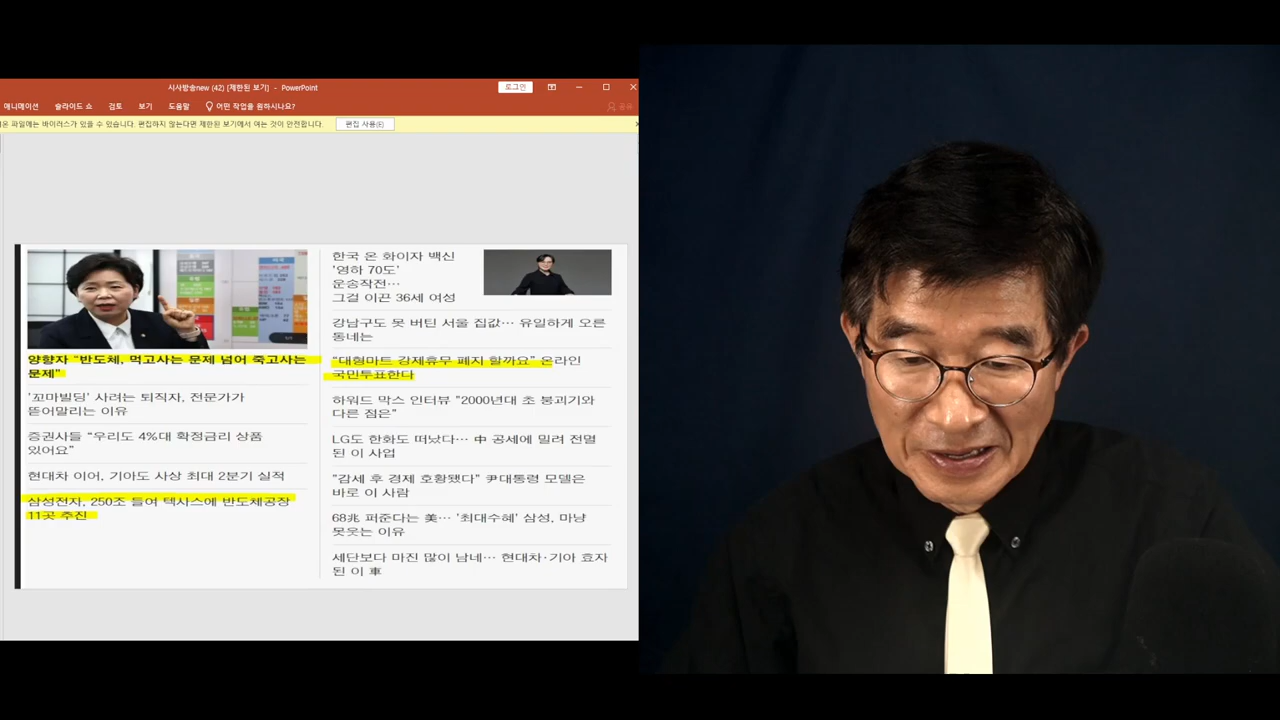 시사방송new (42) [제한된 보기] - PowerPoint
로그인
애니메이션 슬라이드 쇼 검토 보기 도움말 어떤 작업을 원하시나요? 공유
온 파일에는 바이러스가 있을 수 있습니다. 편집하지 않는다면 제한된 보기에서 여는 것이 안전합니다. 편집 사용(E)
양향자 "반도체, 먹고사는 문제 넘어 죽고사는
문제"
'꼬마빌딩' 사려는 퇴직자, 전문가가
뜯어말리는 이유
증권사들 "우리도 4%대 확정금리 상품
있어요"
현대차 이어, 기아도 사상 최대 2분기 실적
삼성전자, 250조 들여 텍사스에 반도체공장
11곳 추진
한국 온 화이자 백신
'영하 70도'
운송작전…
그걸 이끈 36세 여성
강남구도 못 버틴 서울 집값… 유일하게 오른
동네는
"대형마트 강제휴무 폐지 할까요" 온라인
국민투표한다
하워드 막스 인터뷰 "2000년대 초 붕괴기와
다른 점은"
LG도 한화도 떠났다… 中 공세에 밀려 전멸
된 이 사업
"감세 후 경제 호황됐다" 尹대통령 모델은
바로 이 사람
68兆 퍼준다는 美… '최대수혜' 삼성, 마냥
못웃는 이유
세단보다 마진 많이 남네… 현대차·기아 효자
된 이 車